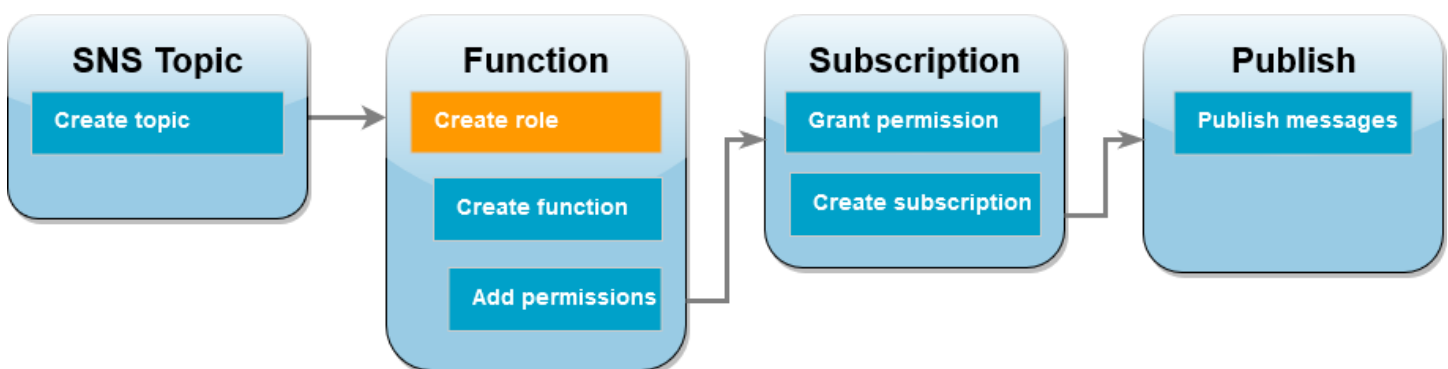 SNS Topic
Create topic
Function
Create role
Create function
Add permissions
Subscription
Grant permission
Create subscription
Publish
Publish messages